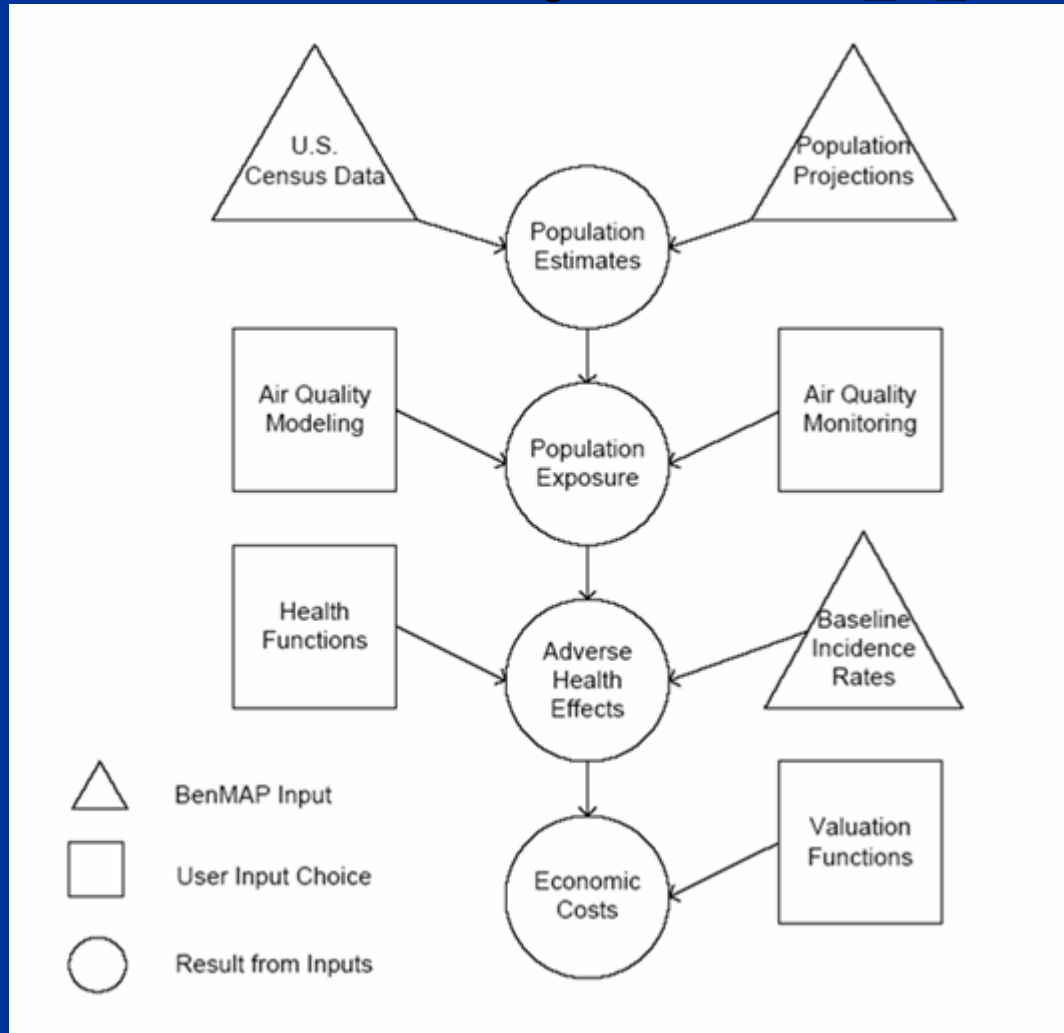 U.S.
Census Data
Population
Projections
Population
Estimates
Air Quality
Modeling
Air Quality
Monitoring
Population
Exposure
Health
Functions
Baseline
Incidence
Rates
Adverse
Health
Effects
BenMAP Input
Valuation
Functions
User Input Choice
Economic
Costs
Result from Inputs